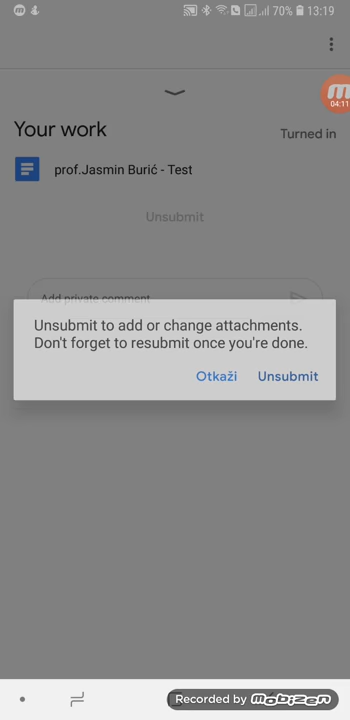 70% 13:19
04:11
Your work
Turned in
prof.Jasmin Burić - Test
Unsubmit
Add private comment
Unsubmit to add or change attachments.
Don't forget to resubmit once you're done.
Otkaži Unsubmit
Recorded by mobizen